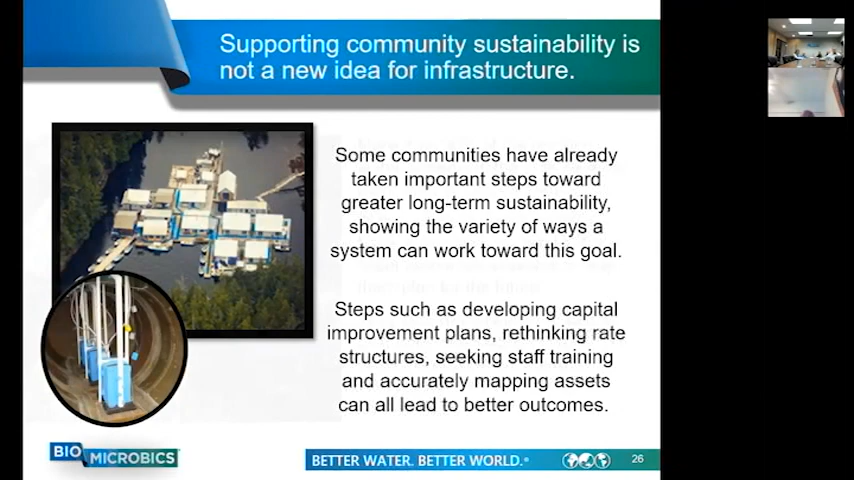 Supporting community sustainability is
not a new idea for infrastructure.
Some communities have already
taken important steps toward
greater long-term sustainability,
showing the variety of ways a
system can work toward this goal.
Steps such as developing capital
improvement plans, rethinking rate
structures, seeking staff training
and accurately mapping assets
can all lead to better outcomes.
BIO MICROBICS
BETTER WATER. BETTER WORLD.®
26